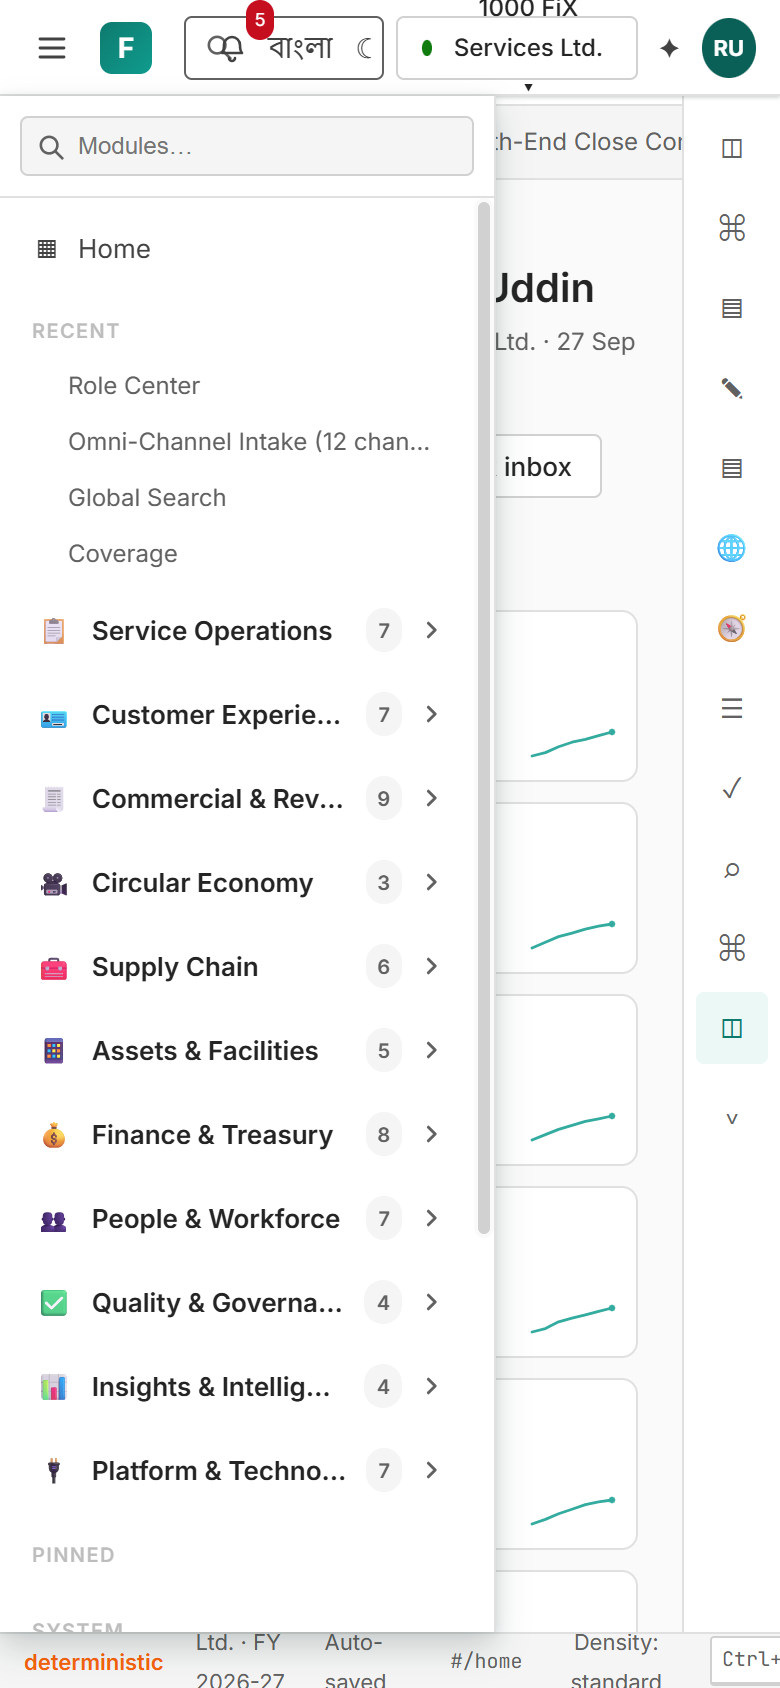 F
5
বাংলা
1000 FiX
Services Ltd.
RU
Modules...
th-End Close
Home
Uddin
RECENT
Ltd. · 27 Sep
Role Center
Omni-Channel Intake (12 chan...
inbox
Global Search
Coverage
Service Operations 7
Customer Experie... 7
Commercial & Rev... 9
Circular Economy 3
Supply Chain 6
Assets & Facilities 5
Finance & Treasury 8
People & Workforce 7
Quality & Governa... 4
Insights & Intellig... 4
Platform & Techno... 7
PINNED
SYSTEM
deterministic
Ltd. · FY
2026-27
Auto-
saved
#/home
Density:
standard
Ctrl+